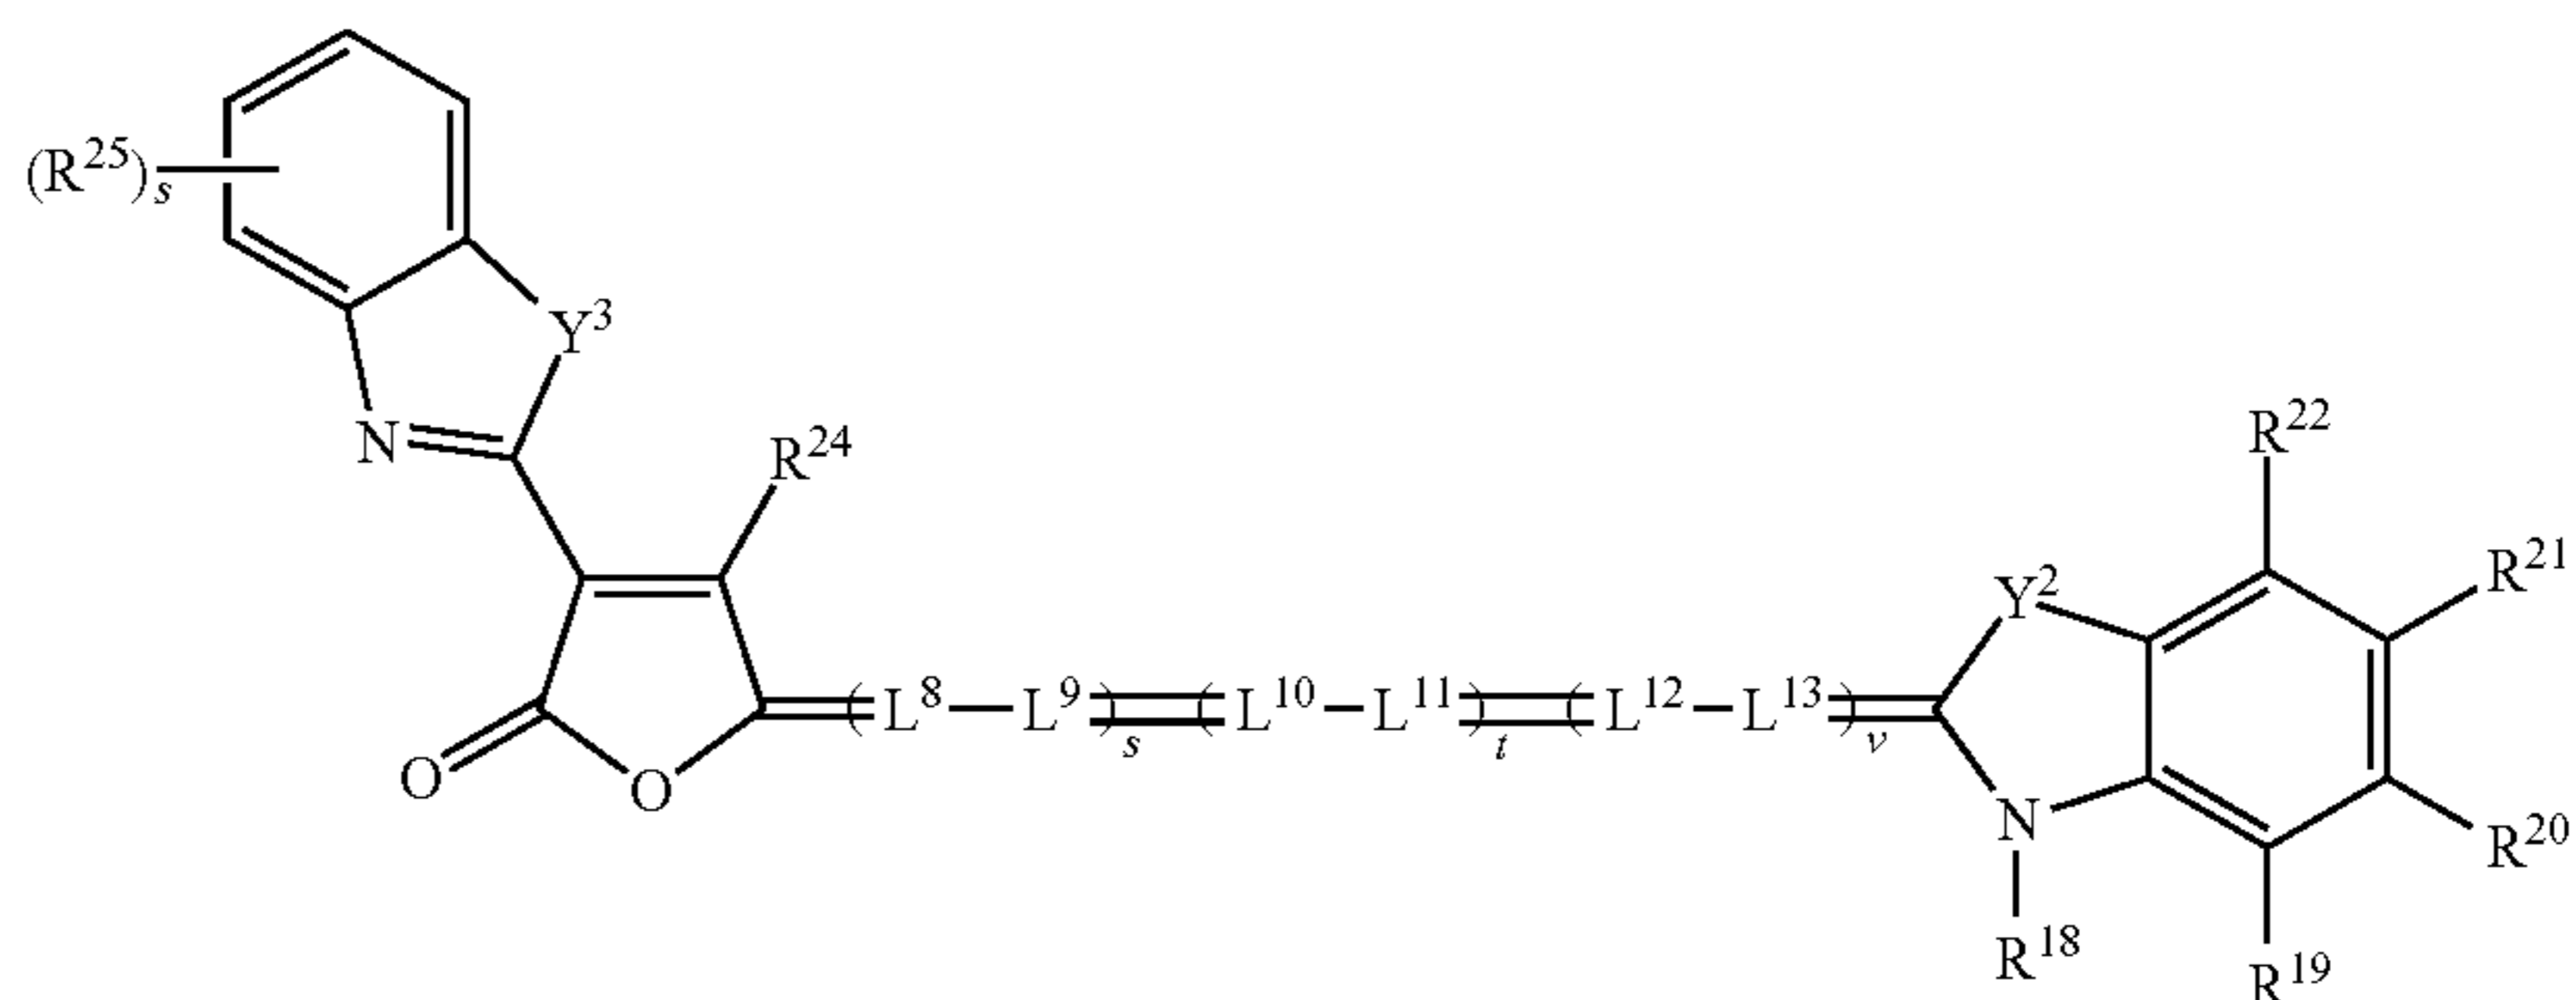 (R²⁵)s
Y³
N
R²⁴
R²²
R²¹
Y²
(L⁸—L⁹)s(L¹⁰—L¹¹)t(L¹²—L¹³)v
O
O
N
R²⁰
R¹⁸
R¹⁹